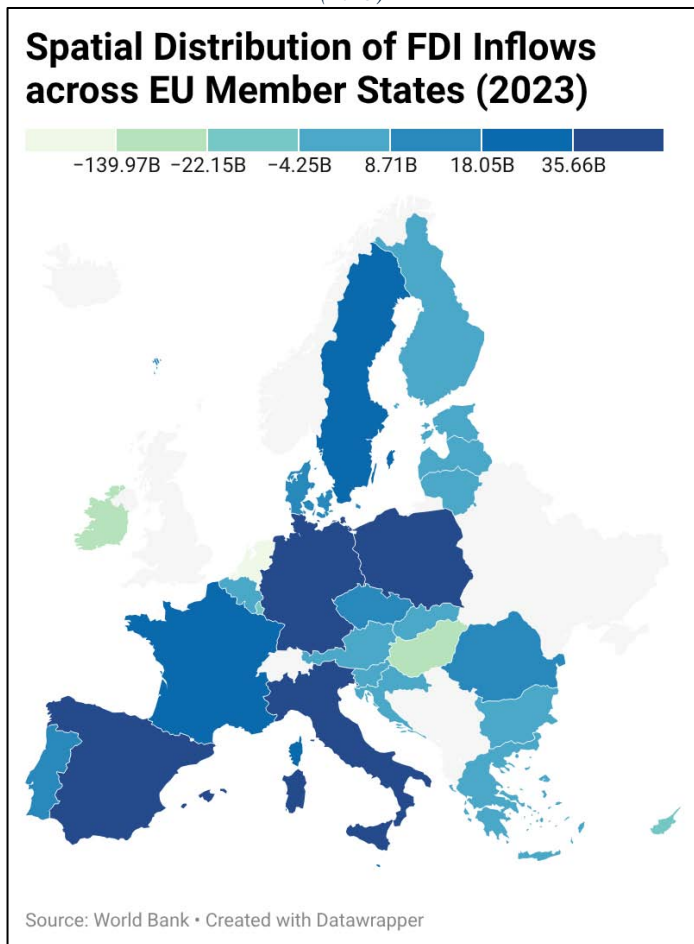 Spatial Distribution of FDI Inflows
across EU Member States (2023)
−139.97B −22.15B −4.25B 8.71B 18.05B 35.66B
Source: World Bank • Created with Datawrapper